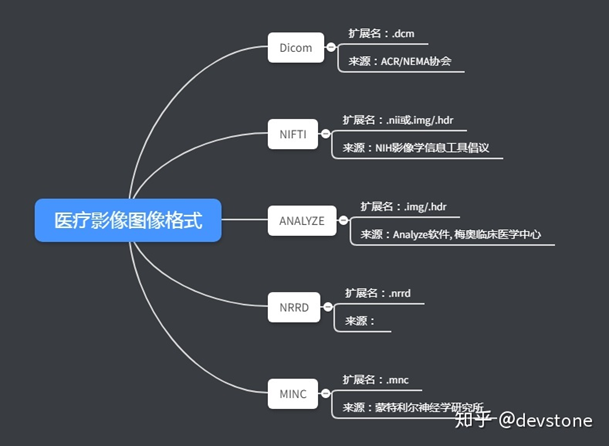 医疗影像图像格式
Dicom
扩展名：.dcm
来源：ACR/NEMA协会
NIFTI
扩展名：.nii或.img/.hdr
来源：NIH影像学信息工具倡议
ANALYZE
扩展名：.img/.hdr
来源：Analyze软件, 梅奥临床医学中心
NRRD
扩展名：.nrrd
来源：
MINC
扩展名：.mnc
来源：蒙特利尔神经学研究所
知乎 @devstone